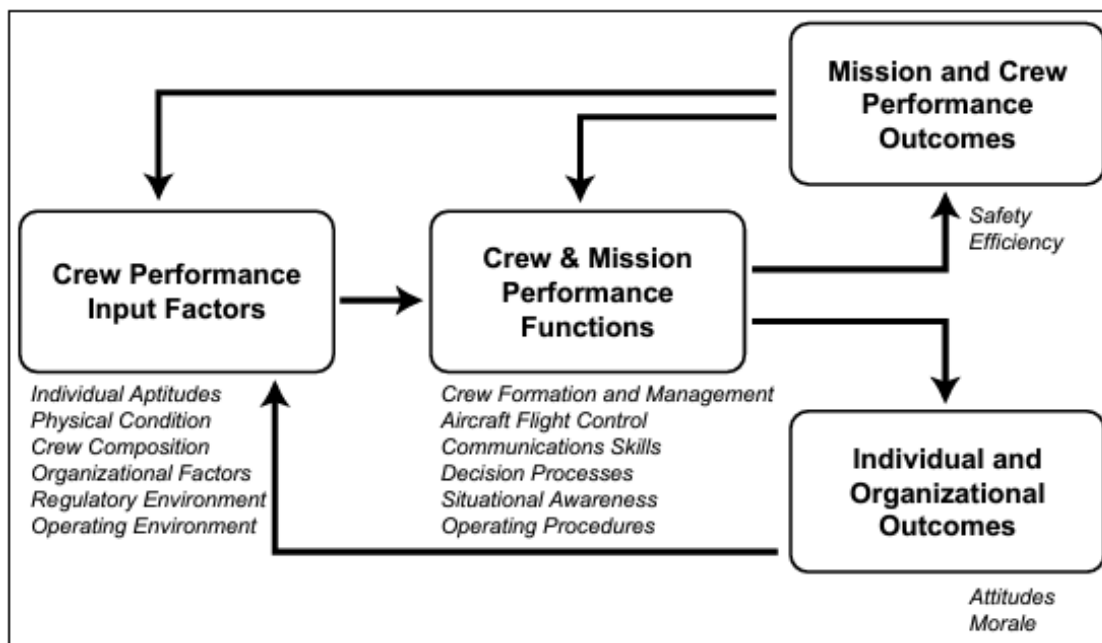 Mission and Crew
Performance
Outcomes
Safety
Efficiency
Crew Performance
Input Factors
Individual Aptitudes
Physical Condition
Crew Composition
Organizational Factors
Regulatory Environment
Operating Environment
Crew & Mission
Performance
Functions
Crew Formation and Management
Aircraft Flight Control
Communications Skills
Decision Processes
Situational Awareness
Operating Procedures
Individual and
Organizational
Outcomes
Attitudes
Morale